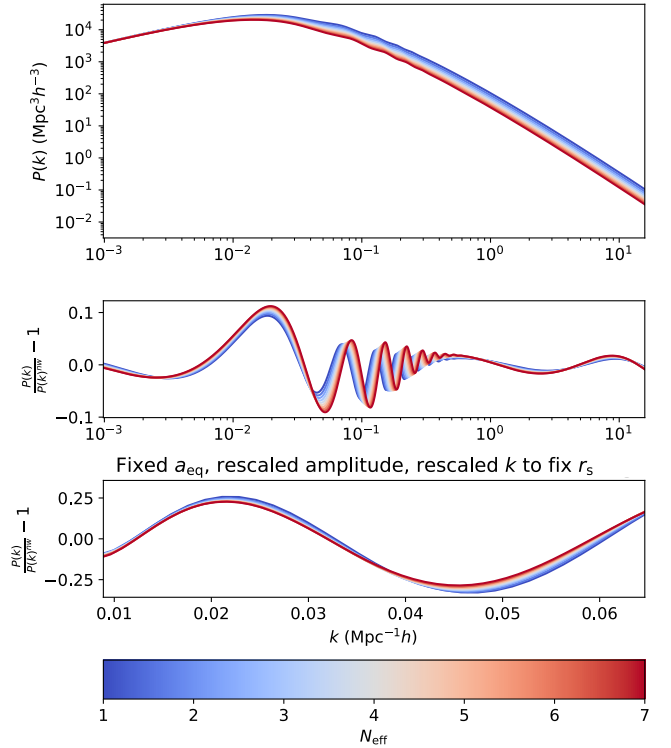 10^4
10^3
10^2
10^1
10^0
10^−1
10^−2
P(k) (Mpc^3h^−3)
10^−3 10^−2 10^−1 10^0 10^1
0.1
0.0
−0.1
P(k)/P(k)^nw − 1
10^−3 10^−2 10^−1 10^0 10^1
Fixed a_eq, rescaled amplitude, rescaled k to fix r_s
0.25
0.00
−0.25
P(k)/P(k)^nw − 1
0.01 0.02 0.03 0.04 0.05 0.06
k (Mpc^−1h)
1 2 3 4 5 6 7
N_eff